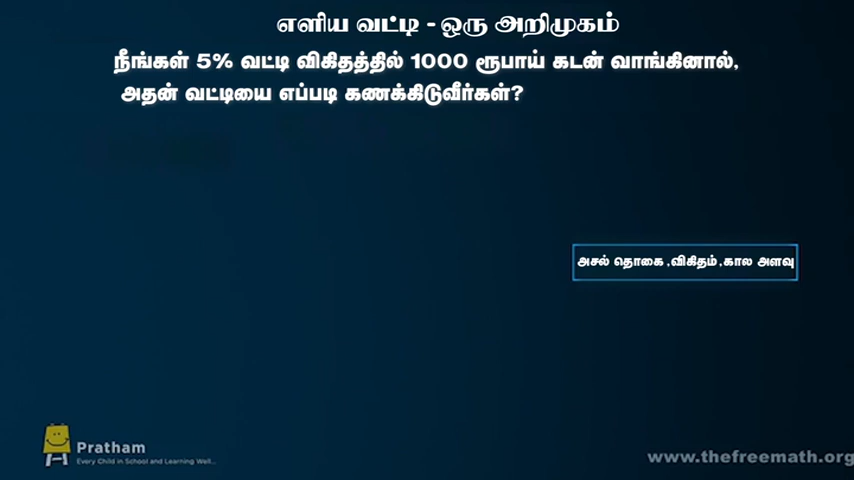 எளிய வட்டி - ஒரு அறிமுகம்
நீங்கள் 5% வட்டி விகிதத்தில் 1000 ரூபாய் கடன் வாங்கினால்,
அதன் வட்டியை எப்படி கணக்கிடுவீர்கள்?
அசல் தொகை ,விகிதம் ,கால அளவு
Pratham
Every Child in School and Learning Well...
www.thefreemath.org